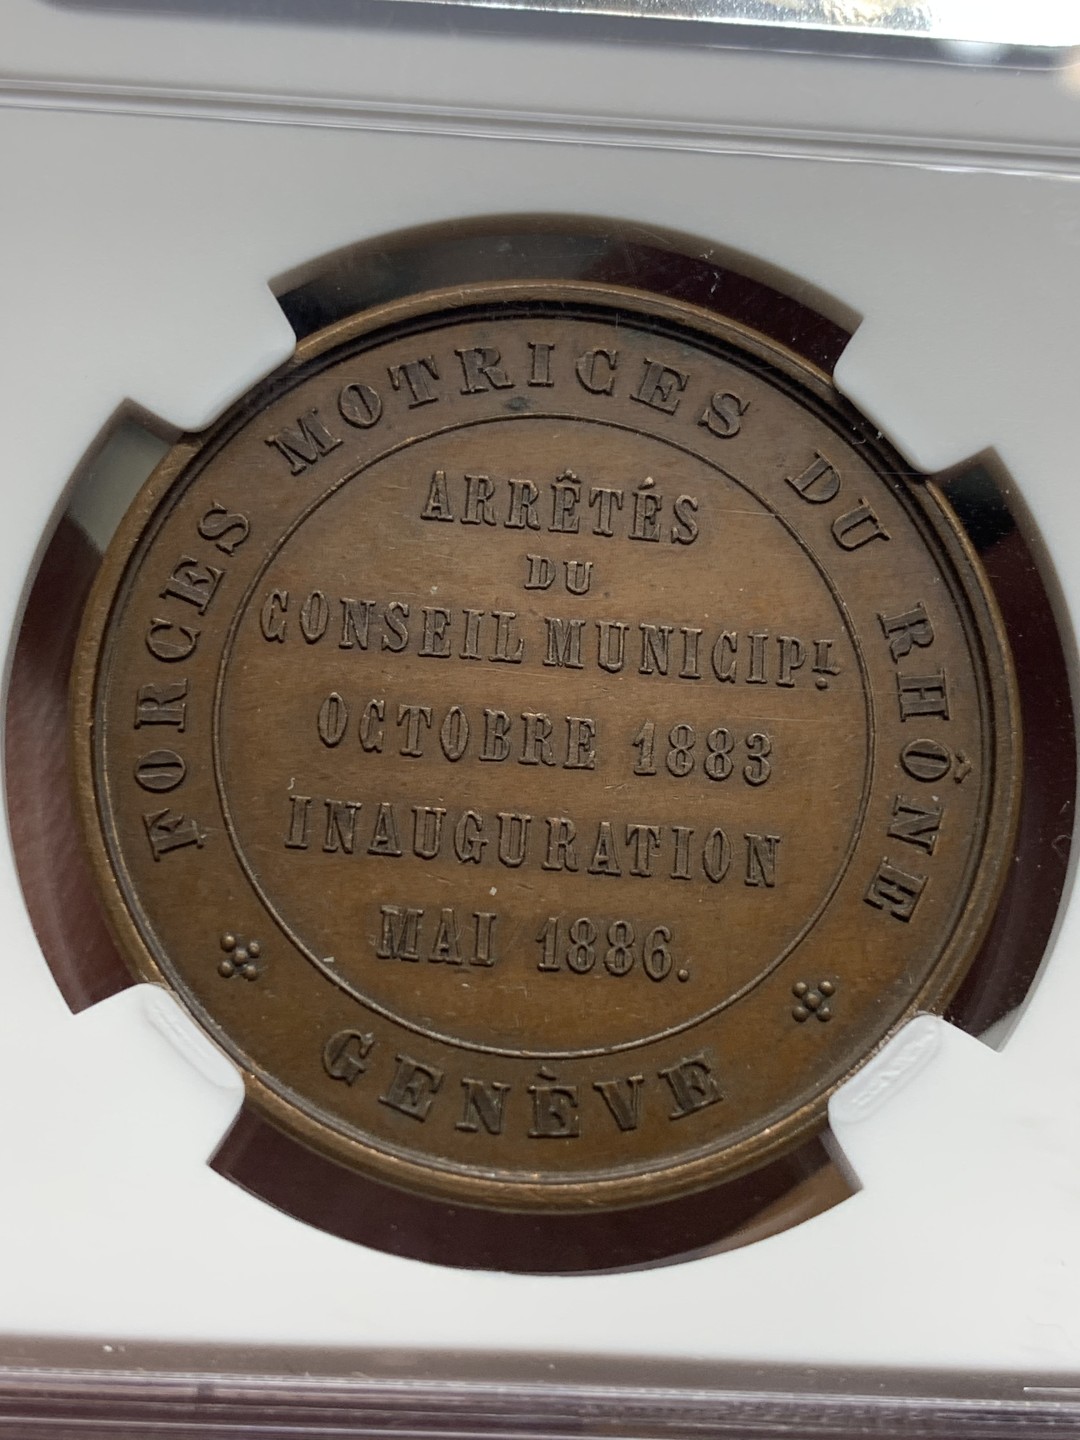 FORCES MOTRICES DU RHÔNE
ARRÊTÉS
DU
CONSEIL MUNICIPL.
OCTOBRE 1883
INAUGURATION
MAI 1886.
GENÈVE